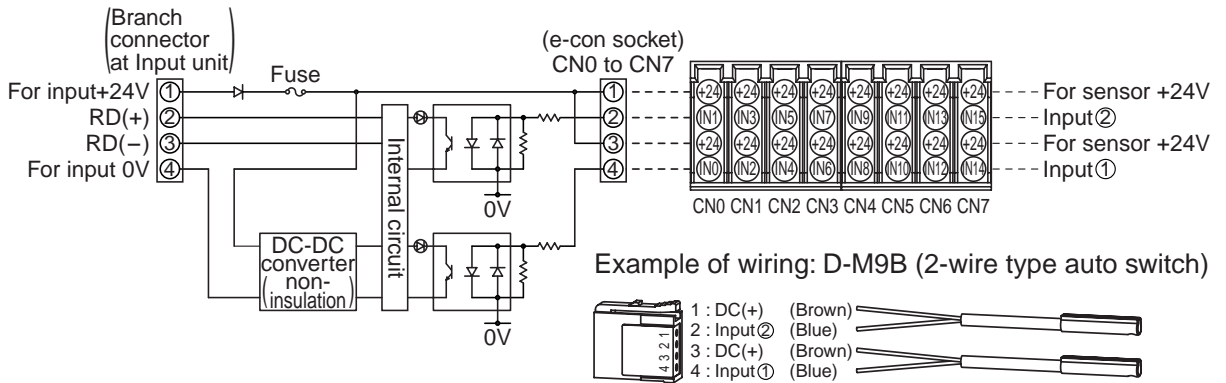 (Branch connector at Input unit)
For input+24V ①
RD(+) ②
RD(−) ③
For input 0V ④
Fuse
Internal circuit
DC-DC converter (non-insulation)
0V
0V
(e-con socket)
CN0 to CN7
①
②
③
④
+24 +24 +24 +24 +24 +24 +24 +24
IN1 IN3 IN5 IN7 IN9 IN11 IN13 IN15
+24 +24 +24 +24 +24 +24 +24 +24
IN0 IN2 IN4 IN6 IN8 IN10 IN12 IN14
CN0 CN1 CN2 CN3 CN4 CN5 CN6 CN7
For sensor +24V
Input②
For sensor +24V
Input①
Example of wiring: D-M9B (2-wire type auto switch)
4 3 2 1
1 : DC(+) (Brown)
2 : Input② (Blue)
3 : DC(+) (Brown)
4 : Input① (Blue)